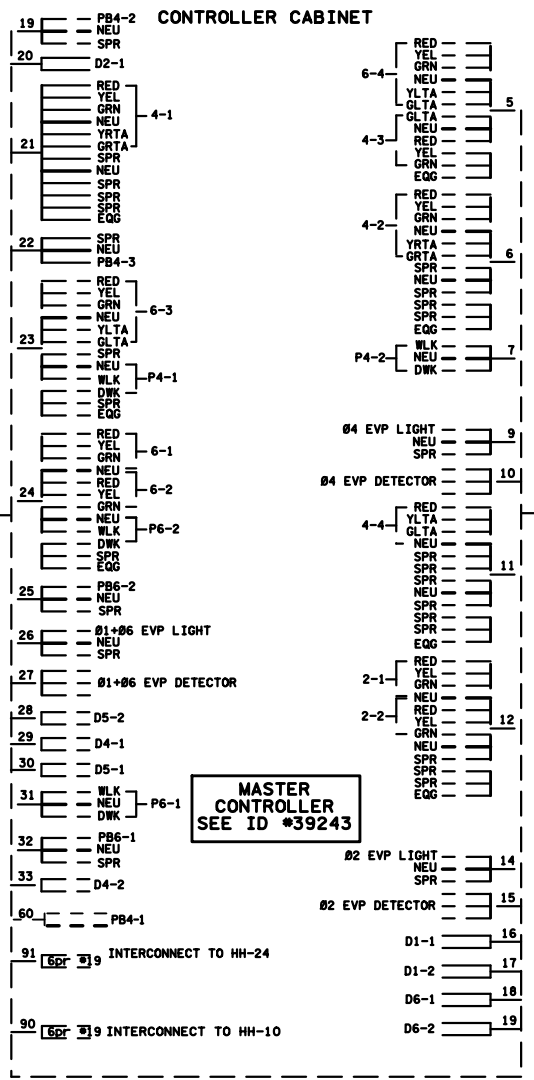 CONTROLLER CABINET
19
PB4-2
NEU
SPR
20
D2-1
21
RED
YEL
GRN
NEU
YRTA
GRTA
SPR
NEU
SPR
SPR
SPR
EQG
4-1
22
SPR
NEU
PB4-3
23
RED
YEL
GRN
NEU
YLTA
GLTA
SPR
NEU
WLK
DWK
SPR
EQG
6-3
P4-1
24
RED
YEL
GRN
NEU
RED
YEL
GRN
NEU
WLK
DWK
SPR
EQG
6-1
6-2
P6-2
25
PB6-2
NEU
SPR
26
Ø1+Ø6 EVP LIGHT
NEU
SPR
27
Ø1+Ø6 EVP DETECTOR
28
D5-2
29
D4-1
30
D5-1
31
WLK
NEU
DWK
P6-1
32
PB6-1
NEU
SPR
33
D4-2
60
PB4-1
91
6pr #19 INTERCONNECT TO HH-24
90
6pr #19 INTERCONNECT TO HH-10
MASTER
CONTROLLER
SEE ID #39243
6-4
4-3
RED
YEL
GRN
NEU
YLTA
GLTA
GLTA
NEU
RED
YEL
GRN
EQG
5
4-2
RED
YEL
GRN
NEU
YRTA
GRTA
SPR
NEU
SPR
SPR
SPR
EQG
6
P4-2
WLK
NEU
DWK
7
Ø4 EVP LIGHT
NEU
SPR
9
Ø4 EVP DETECTOR
10
4-4
RED
YLTA
GLTA
NEU
SPR
SPR
SPR
NEU
SPR
SPR
SPR
EQG
11
2-1
2-2
RED
YEL
GRN
NEU
RED
YEL
GRN
NEU
SPR
SPR
SPR
EQG
12
Ø2 EVP LIGHT
NEU
SPR
14
Ø2 EVP DETECTOR
15
D1-1
16
D1-2
17
D6-1
18
D6-2
19